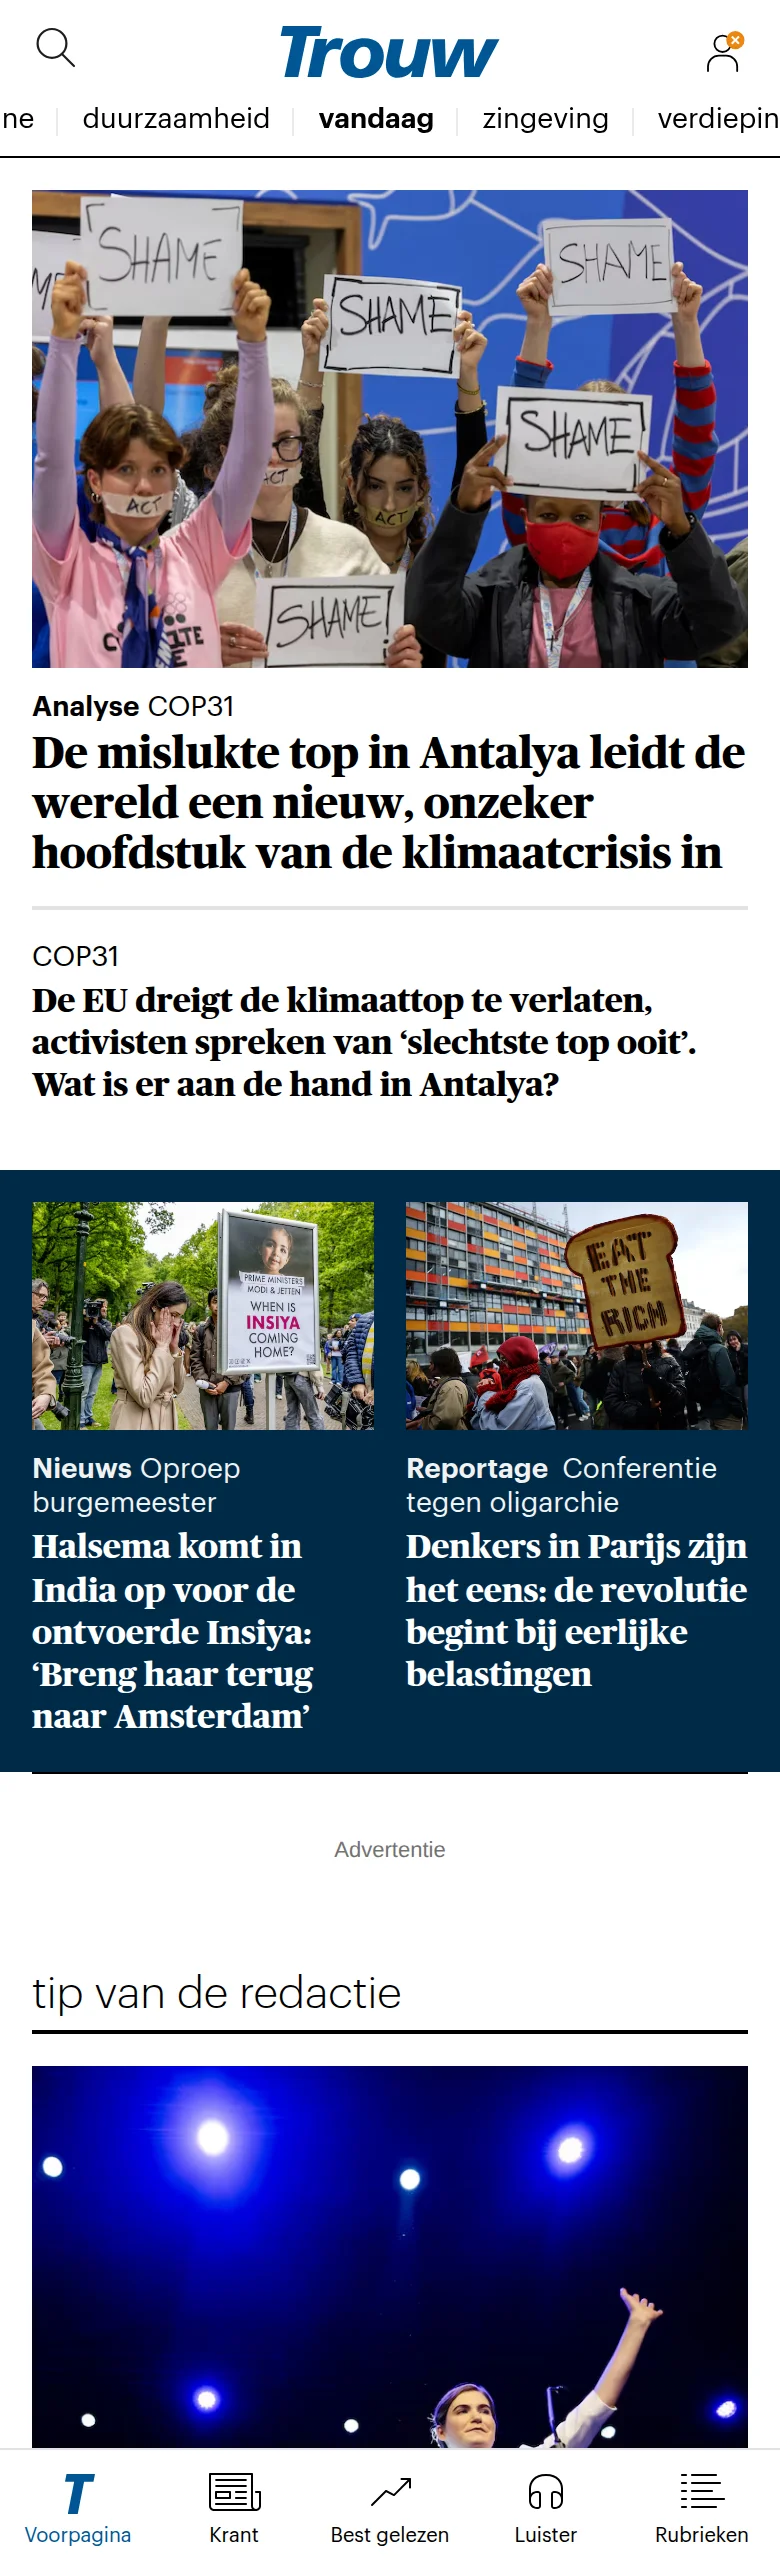 Trouw
ne
duurzaamheid
vandaag
zingeving
verdiepin
SHAME
SHAME
SHAME
SHAME
ACT
ACT
ACT
SHAME!
Analyse COP31
De mislukte top in Antalya leidt de
wereld een nieuw, onzeker
hoofdstuk van de klimaatcrisis in
COP31
De EU dreigt de klimaattop te verlaten,
activisten spreken van ‘slechtste top ooit’.
Wat is er aan de hand in Antalya?
PRIME MINISTERS
MODI & JETTEN
WHEN IS
INSIYA
COMING
HOME?
Nieuws Oproep
burgemeester
Halsema komt in
India op voor de
ontvoerde Insiya:
‘Breng haar terug
naar Amsterdam’
EAT
THE
RICH
Reportage Conferentie
tegen oligarchie
Denkers in Parijs zijn
het eens: de revolutie
begint bij eerlijke
belastingen
Advertentie
tip van de redactie
T
Voorpagina
Krant
Best gelezen
Luister
Rubrieken